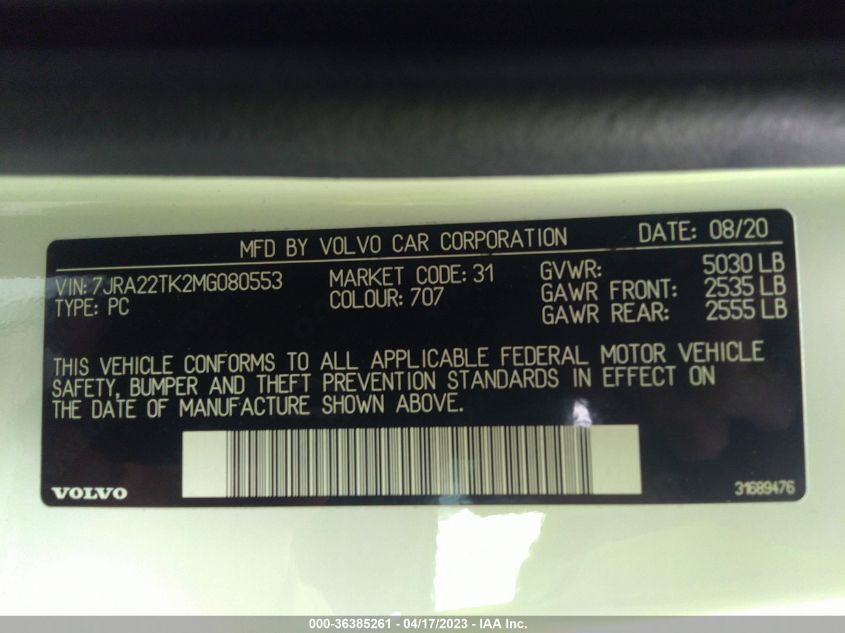 MFD BY VOLVO CAR CORPORATION DATE: 08/20
VIN: 7JRA22TK2MG080553 MARKET CODE: 31 GVWR: 5030 LB
TYPE: PC COLOUR: 707 GAWR FRONT: 2535 LB
GAWR REAR: 2555 LB
THIS VEHICLE CONFORMS TO ALL APPLICABLE FEDERAL MOTOR VEHICLE
SAFETY, BUMPER AND THEFT PREVENTION STANDARDS IN EFFECT ON
THE DATE OF MANUFACTURE SHOWN ABOVE.
VOLVO 31689476
000-36385261 - 04/17/2023 - IAA Inc.